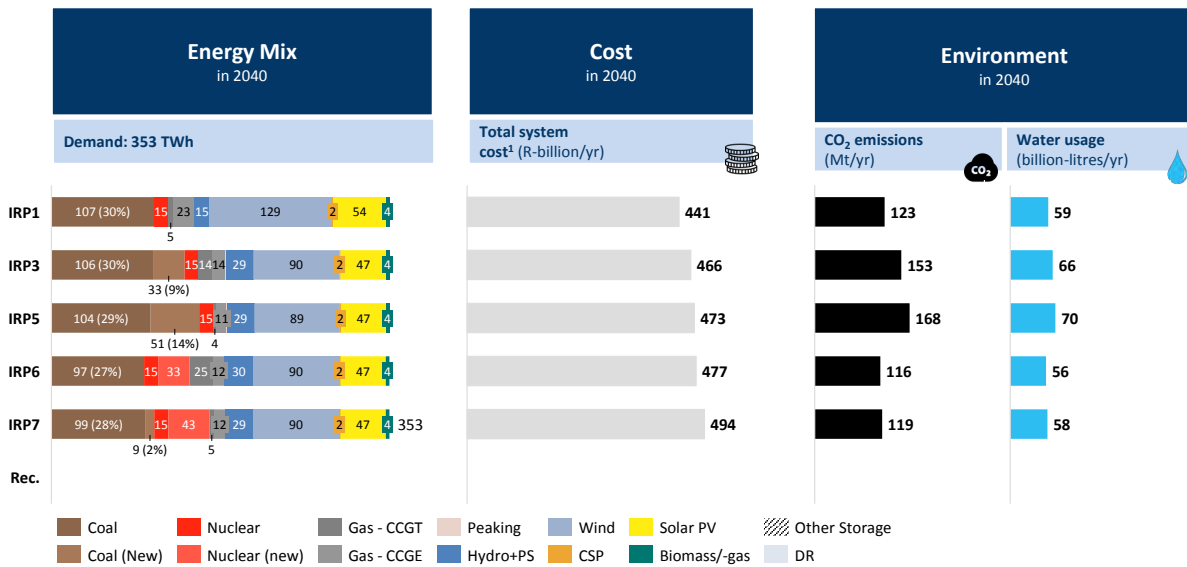 Energy Mix
in 2040
Cost
in 2040
Environment
in 2040
Demand: 353 TWh
Total system
cost¹ (R-billion/yr)
CO₂ emissions
(Mt/yr)
CO₂
Water usage
(billion-litres/yr)
IRP1 107 (30%) 15 23 15 129 2 54 4 441 123 59
5
IRP3 106 (30%) 15 14 14 29 90 2 47 4 466 153 66
33 (9%)
IRP5 104 (29%) 15 11 29 89 2 47 4 473 168 70
51 (14%) 4
IRP6 97 (27%) 15 33 25 12 30 90 2 47 4 477 116 56
IRP7 99 (28%) 15 43 12 29 90 2 47 4 353 494 119 58
9 (2%) 5
Rec.
Coal Nuclear Gas - CCGT Peaking Wind Solar PV Other Storage
Coal (New) Nuclear (new) Gas - CCGE Hydro+PS CSP Biomass/-gas DR